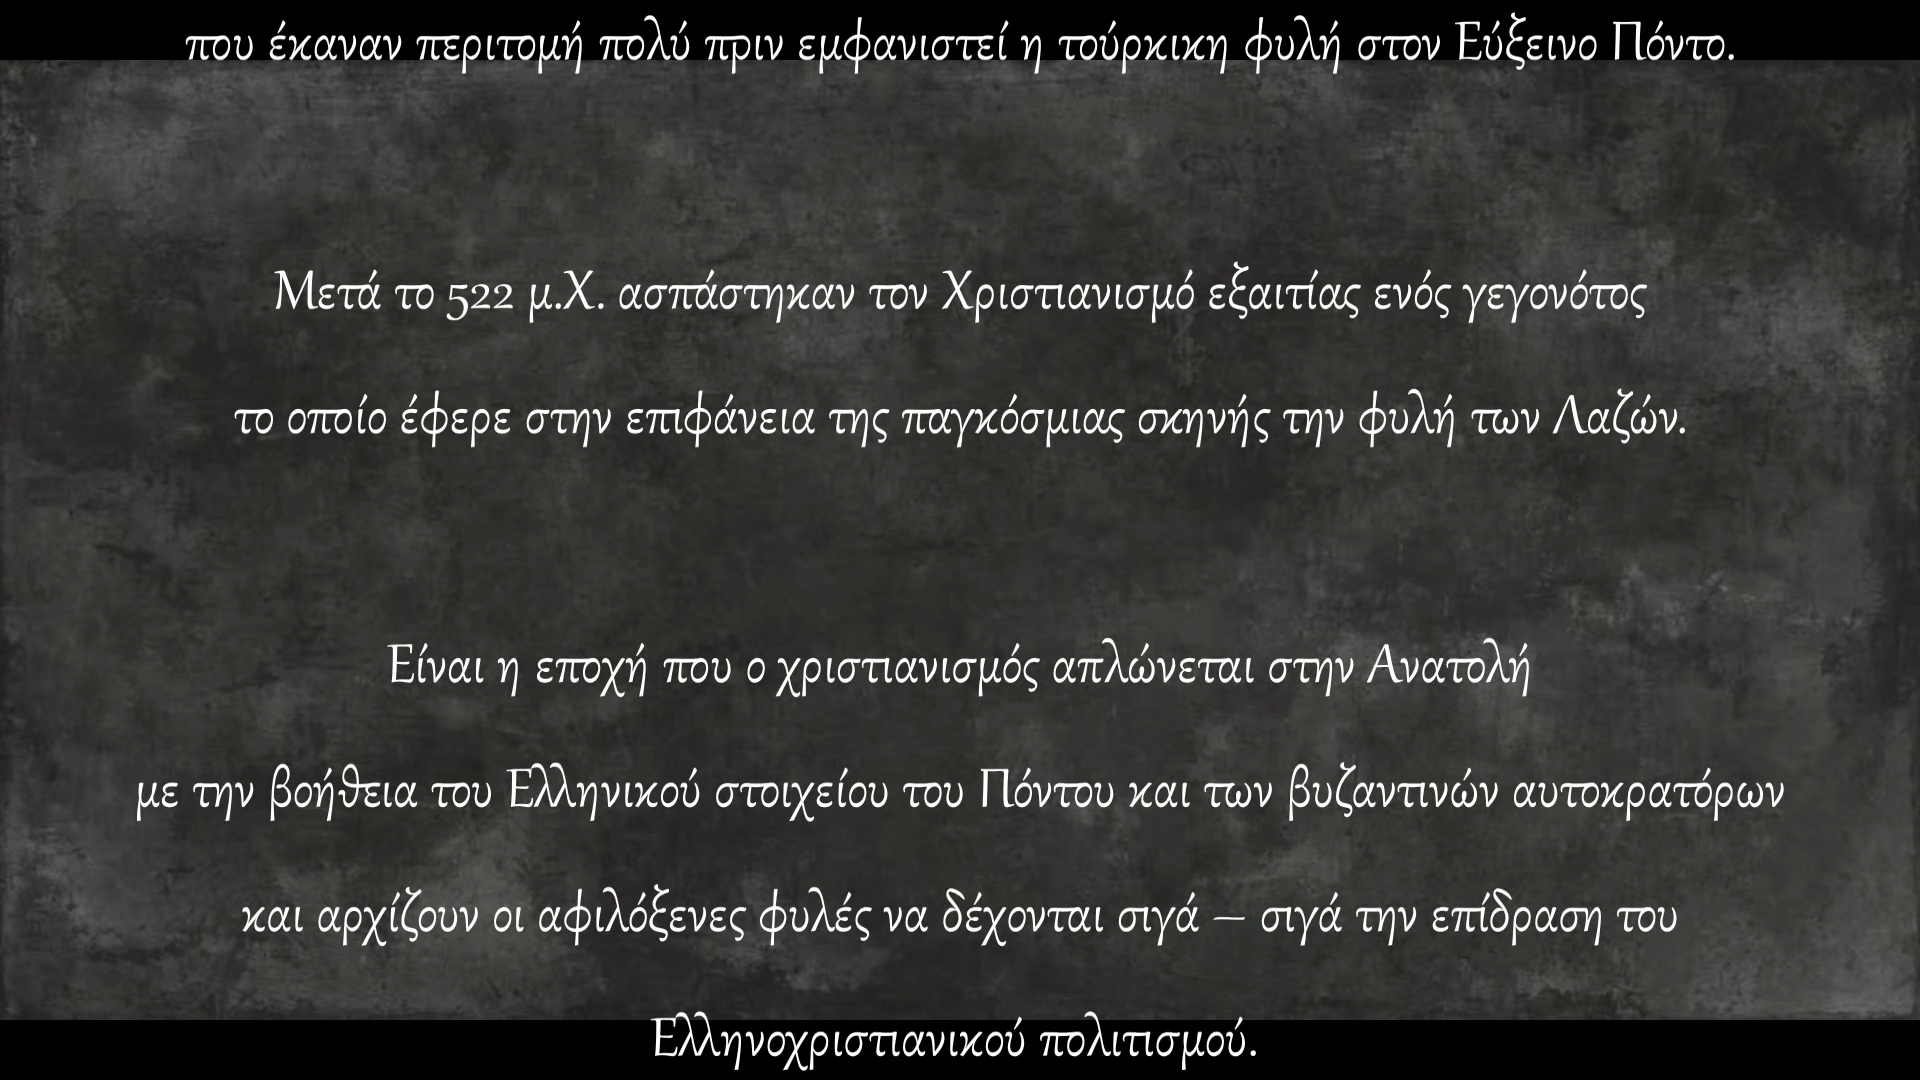 που έκαναν περιτομή πολύ πριν εμφανιστεί η τούρκικη φυλή στον Εύξεινο Πόντο.
Μετά το 522 μ.Χ. ασπάστηκαν τον Χριστιανισμό εξαιτίας ενός γεγονότος
το οποίο έφερε στην επιφάνεια της παγκόσμιας σκηνής την φυλή των Λαζών.
Είναι η εποχή που ο χριστιανισμός απλώνεται στην Ανατολή
με την βοήθεια του Ελληνικού στοιχείου του Πόντου και των βυζαντινών αυτοκρατόρων
και αρχίζουν οι αφιλόξενες φυλές να δέχονται σιγά – σιγά την επίδραση του
Ελληνοχριστιανικού πολιτισμού.